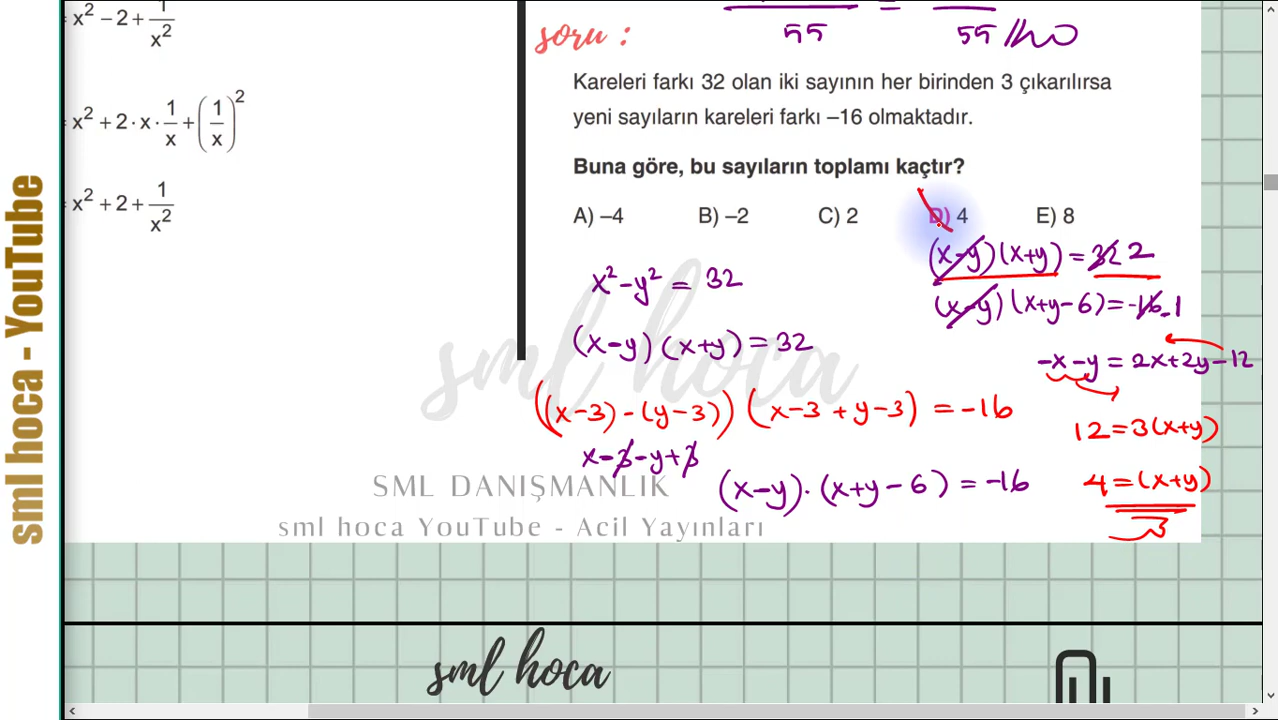 x² – 2 + 1/x²
x² + 2 · x · 1/x + (1/x)²
x² + 2 + 1/x²
sml hoca - YouTube
55 = 55
soru :
Kareleri farkı 32 olan iki sayının her birinden 3 çıkarılırsa
yeni sayıların kareleri farkı –16 olmaktadır.
Buna göre, bu sayıların toplamı kaçtır?
A) –4 B) –2 C) 2 D) 4 E) 8
x² – y² = 32
(x–y) (x+y) = 32
((x–3) – (y–3)) (x–3 + y–3) = –16
x–3–y+3
(x–y) · (x+y–6) = –16
(x–y) (x+y) = 32 2
(x–y) (x+y–6) = –16 -1
-x–y = 2x+2y–12
12 = 3(x+y)
4 = (x+y)
sml hoca
SML DANIŞMANLIK
sml hoca YouTube - Acil Yayınları
sml hoca